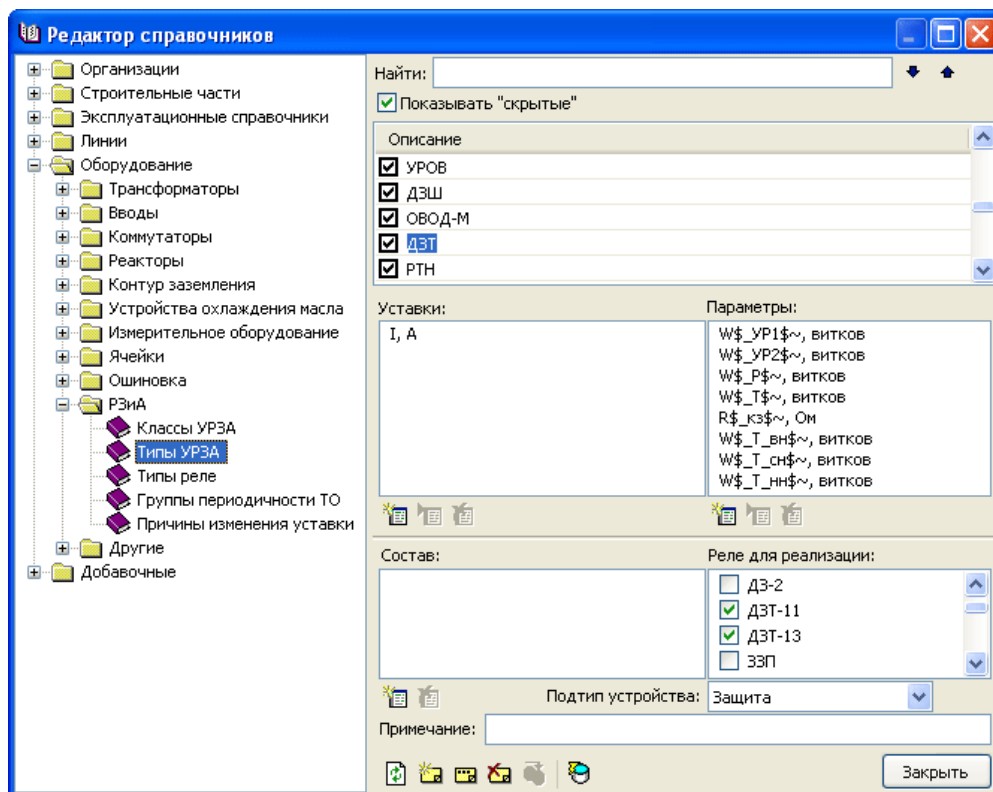 Редактор справочников
Организации
Строительные части
Эксплуатационные справочники
Линии
Оборудование
Трансформаторы
Вводы
Коммутаторы
Реакторы
Контур заземления
Устройства охлаждения масла
Измерительное оборудование
Ячейки
Ошиновка
РЗиА
Классы УРЗА
Типы УРЗА
Типы реле
Группы периодичности ТО
Причины изменения уставки
Другие
Добавочные
Найти:
Показывать "скрытые"
Описание
УРОВ
ДЗШ
ОВОД-М
ДЗТ
РТН
Уставки:
I, А
Параметры:
W$_УР1$~, витков
W$_УР2$~, витков
W$_Р$~, витков
W$_Т$~, витков
R$_кз$~, Ом
W$_Т_вн$~, витков
W$_Т_сн$~, витков
W$_Т_нн$~, витков
Состав:
Реле для реализации:
ДЗ-2
ДЗТ-11
ДЗТ-13
ЗЗП
Подтип устройства: Защита
Примечание:
Закрыть